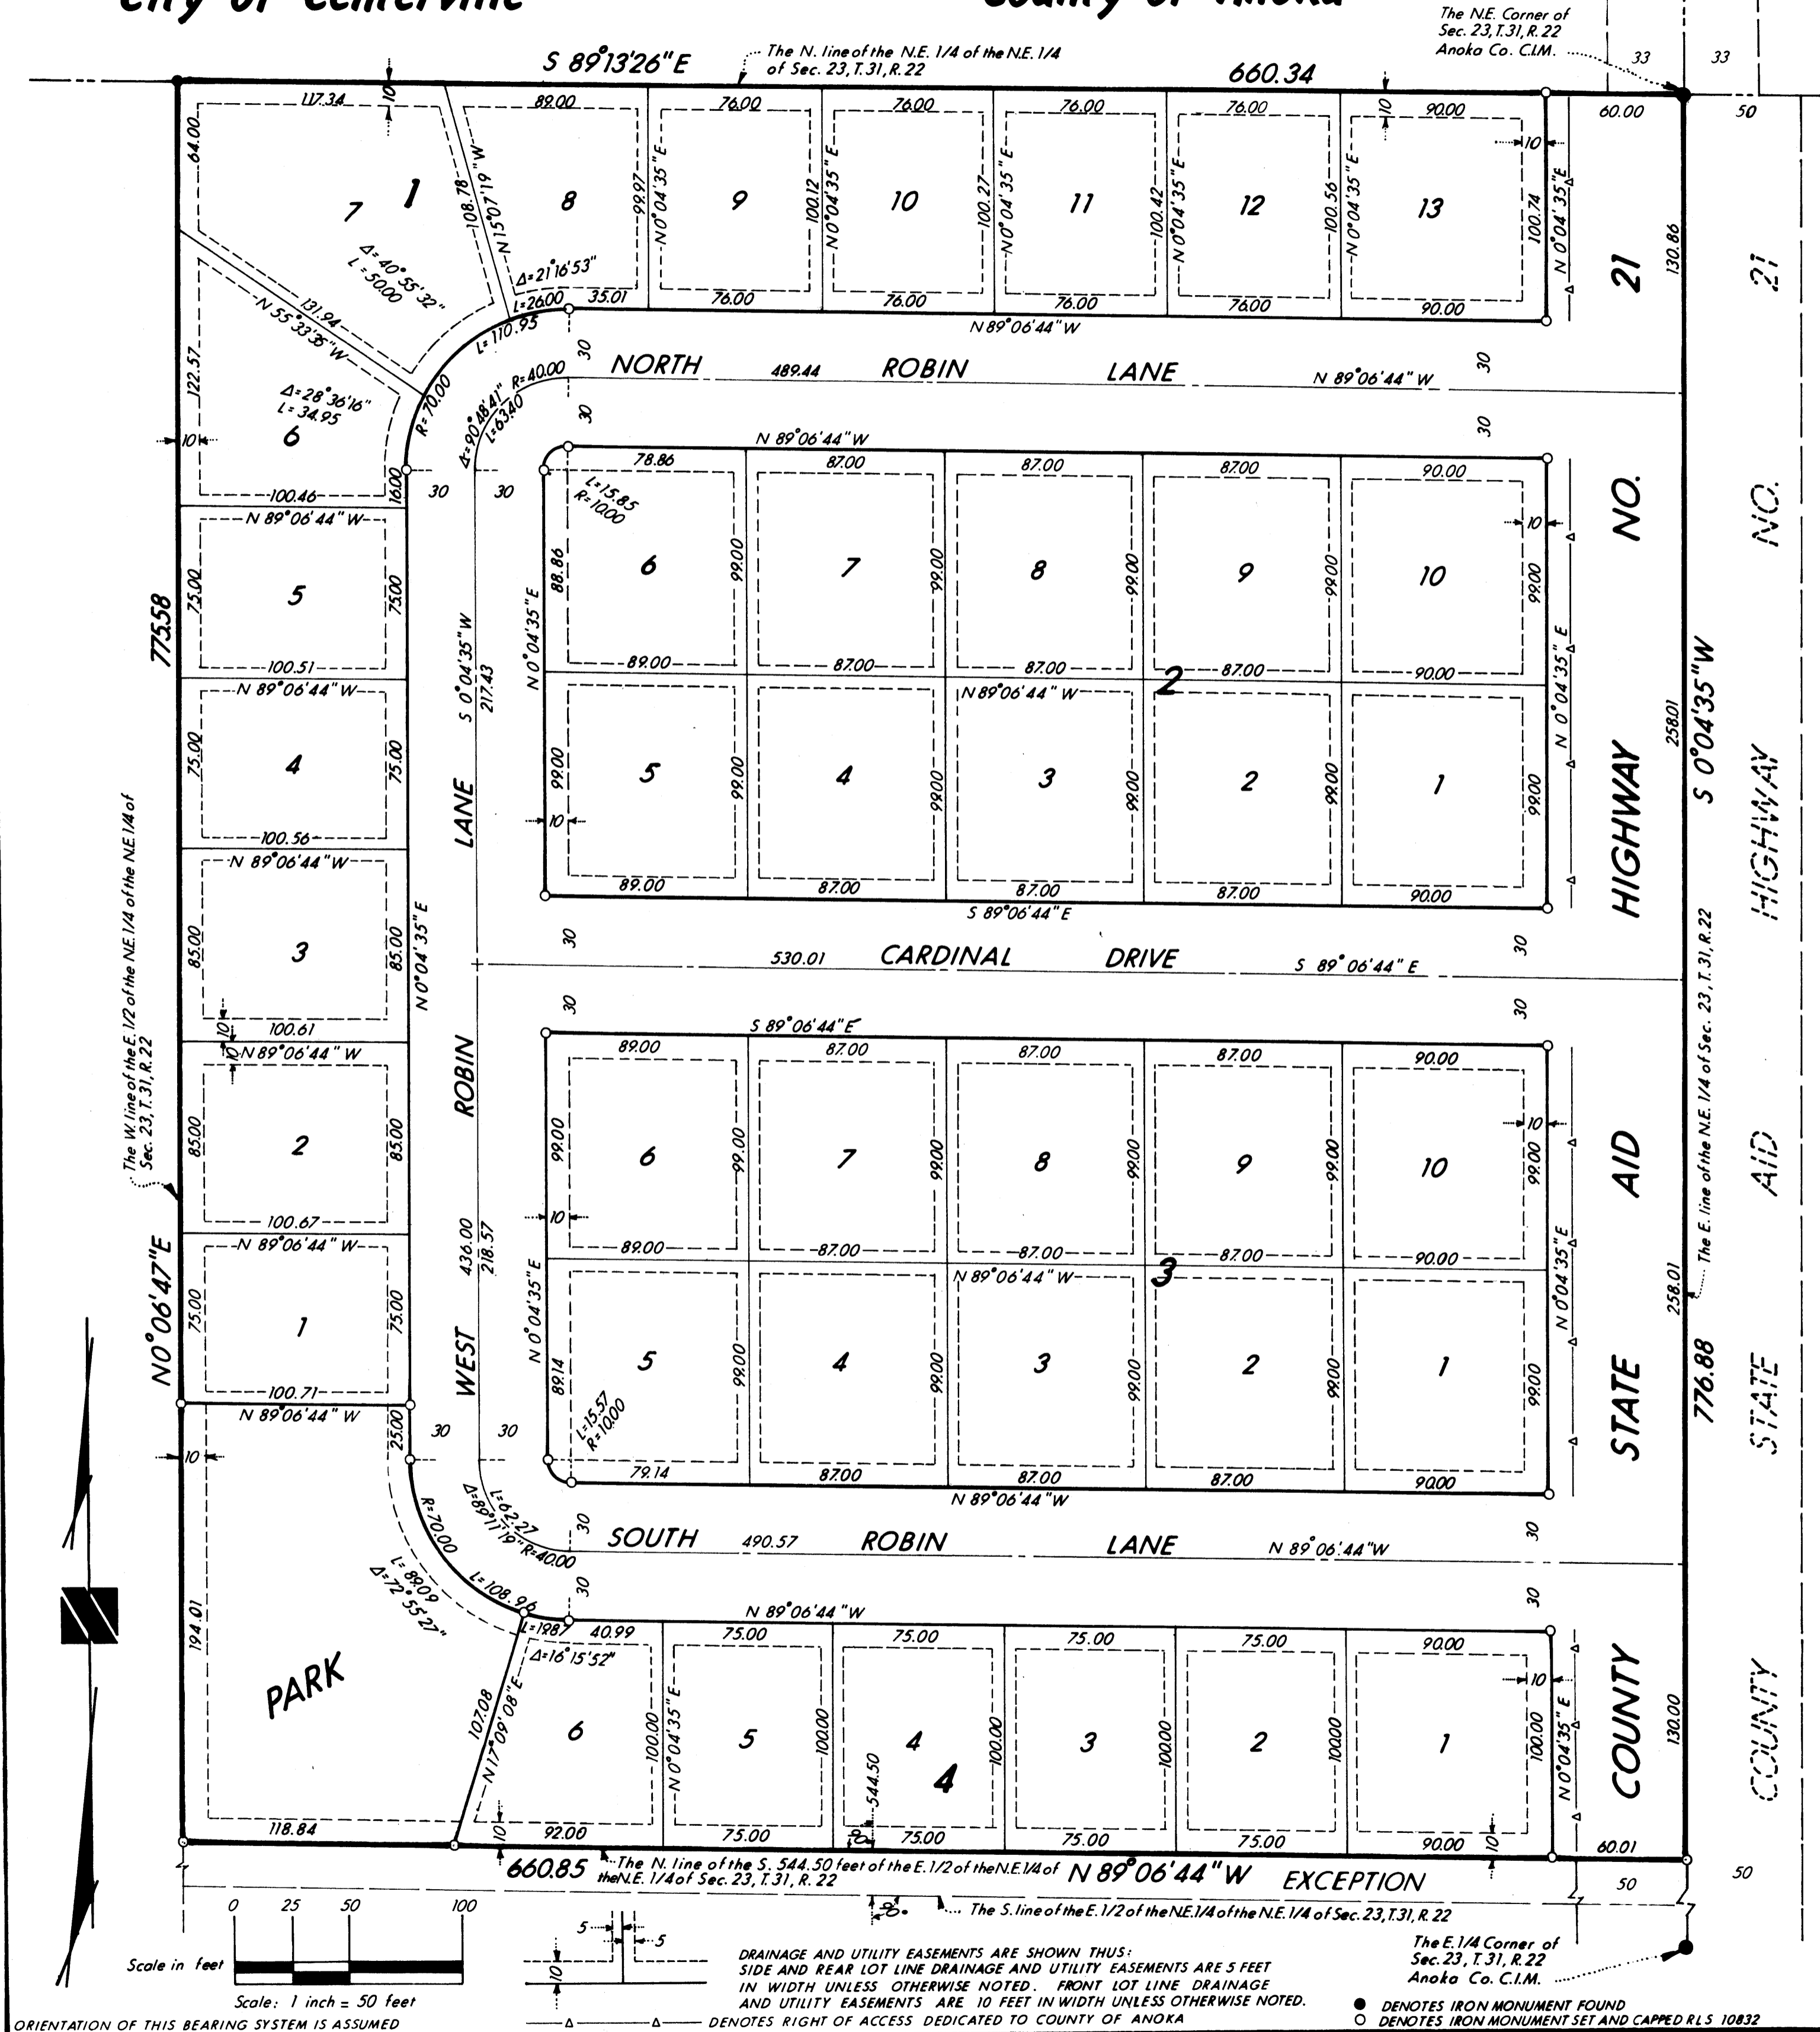 City of Centerville
County of Anoka
The N.E. Corner of
Sec. 23, T.31, R.22
Anoka Co. C.I.M.
33
33
S 89°13'26"E
The N. line of the N.E. 1/4 of the N.E. 1/4
of Sec. 23, T.31, R.22
660.34
60.00
50
117.34
10
89.00
76.00
76.00
76.00
76.00
90.00
10
10
64.00
7
1
108.78
N 15°07'19"W
8
99.97
N 0°04'35"E
9
100.12
N 0°04'35"E
10
100.27
N 0°04'35"E
11
100.42
N 0°04'35"E
12
100.56
N 0°04'35"E
13
100.74
N 0°04'35"E
130.86
Δ=40°55'32"
L=50.00
Δ=21°16'53"
L=26.00
35.01
76.00
76.00
76.00
76.00
90.00
N 89°06'44"W
L=110.95
131.94
N 55°33'35"W
122.57
R=70.00
30
NORTH ROBIN LANE
489.44
N 89°06'44"W
30
Δ=90°48'41"
L=63.40
R=40.00
30
30
Δ=28°36'16"
L=34.95
6
10
16.00
100.46
N 89°06'44"W
30
30
N 89°06'44"W
78.86
87.00
87.00
87.00
90.00
L=15.85
R=10.00
10
88.86
6
99.00
7
99.00
8
99.00
9
99.00
10
99.00
N 0°04'35"E
75.00
5
75.00
100.51
N 89°06'44"W
775.58
S 0°04'35"W
217.43
N 0°04'35"E
89.00
87.00
87.00
87.00
90.00
N 89°06'44"W
2
S 0°04'35"W
258.01
75.00
4
75.00
100.56
N 89°06'44"W
99.00
5
99.00
4
99.00
3
99.00
2
99.00
1
99.00
10
89.00
87.00
87.00
87.00
90.00
S 89°06'44"E
The W. line of the E. 1/2 of the N.E. 1/4 of the N.E. 1/4 of
Sec. 23, T.31, R.22
85.00
3
85.00
N 0°04'35"E
100.61
10
10
N 89°06'44"W
30
530.01
CARDINAL DRIVE
S 89°06'44"E
30
30
30
WEST ROBIN LANE
COUNTY STATE AID HIGHWAY NO. 21
COUNTY STATE AID HIGHWAY NO. 21
The E. line of the N.E. 1/4 of Sec. 23, T.31, R.22
S 89°06'44"E
89.00
87.00
87.00
87.00
90.00
85.00
2
85.00
100.67
N 89°06'44"W
99.00
6
99.00
7
99.00
8
99.00
9
99.00
10
99.00
10
10
436.00
218.57
N 0°04'35"E
89.00
87.00
87.00
87.00
90.00
N 89°06'44"W
3
N 0°04'35"E
258.01
N 0°06'47"E
75.00
1
75.00
100.71
N 89°06'44"W
89.14
5
99.00
4
99.00
3
99.00
2
99.00
1
99.00
776.88
L=15.57
R=10.00
79.14
87.00
87.00
87.00
90.00
N 89°06'44"W
10
25.00
30
30
R=70.00
L=62.27
Δ=89°11'19"
R=40.00
30
SOUTH ROBIN LANE
490.57
N 89°06'44"W
30
30
30
L=89.09
Δ=72°55'27"
L=108.96
N 89°06'44"W
L=19.87
40.99
75.00
75.00
75.00
75.00
90.00
Δ=16°15'52"
10
194.01
PARK
107.08
N 17°09'08"E
6
100.00
N 0°04'35"E
5
100.00
4
100.00
3
100.00
2
100.00
1
100.00
N 0°04'35"E
130.00
4
544.50
118.84
10
92.00
75.00
75.00
75.00
75.00
90.00
10
60.01
660.85
The N. line of the S. 544.50 feet of the E. 1/2 of the N.E. 1/4 of
the N.E. 1/4 of Sec. 23, T.31, R.22
N 89°06'44"W
EXCEPTION
50
50
The S. line of the E. 1/2 of the N.E. 1/4 of the N.E. 1/4 of Sec. 23, T.31, R.22
0 25 50 100
Scale in feet
Scale: 1 inch = 50 feet
5
5
10
DRAINAGE AND UTILITY EASEMENTS ARE SHOWN THUS:
SIDE AND REAR LOT LINE DRAINAGE AND UTILITY EASEMENTS ARE 5 FEET
IN WIDTH UNLESS OTHERWISE NOTED. FRONT LOT LINE DRAINAGE
AND UTILITY EASEMENTS ARE 10 FEET IN WIDTH UNLESS OTHERWISE NOTED.
DENOTES RIGHT OF ACCESS DEDICATED TO COUNTY OF ANOKA
The E. 1/4 Corner of
Sec. 23, T.31, R.22
Anoka Co. C.I.M.
DENOTES IRON MONUMENT FOUND
DENOTES IRON MONUMENT SET AND CAPPED RLS 10832
ORIENTATION OF THIS BEARING SYSTEM IS ASSUMED